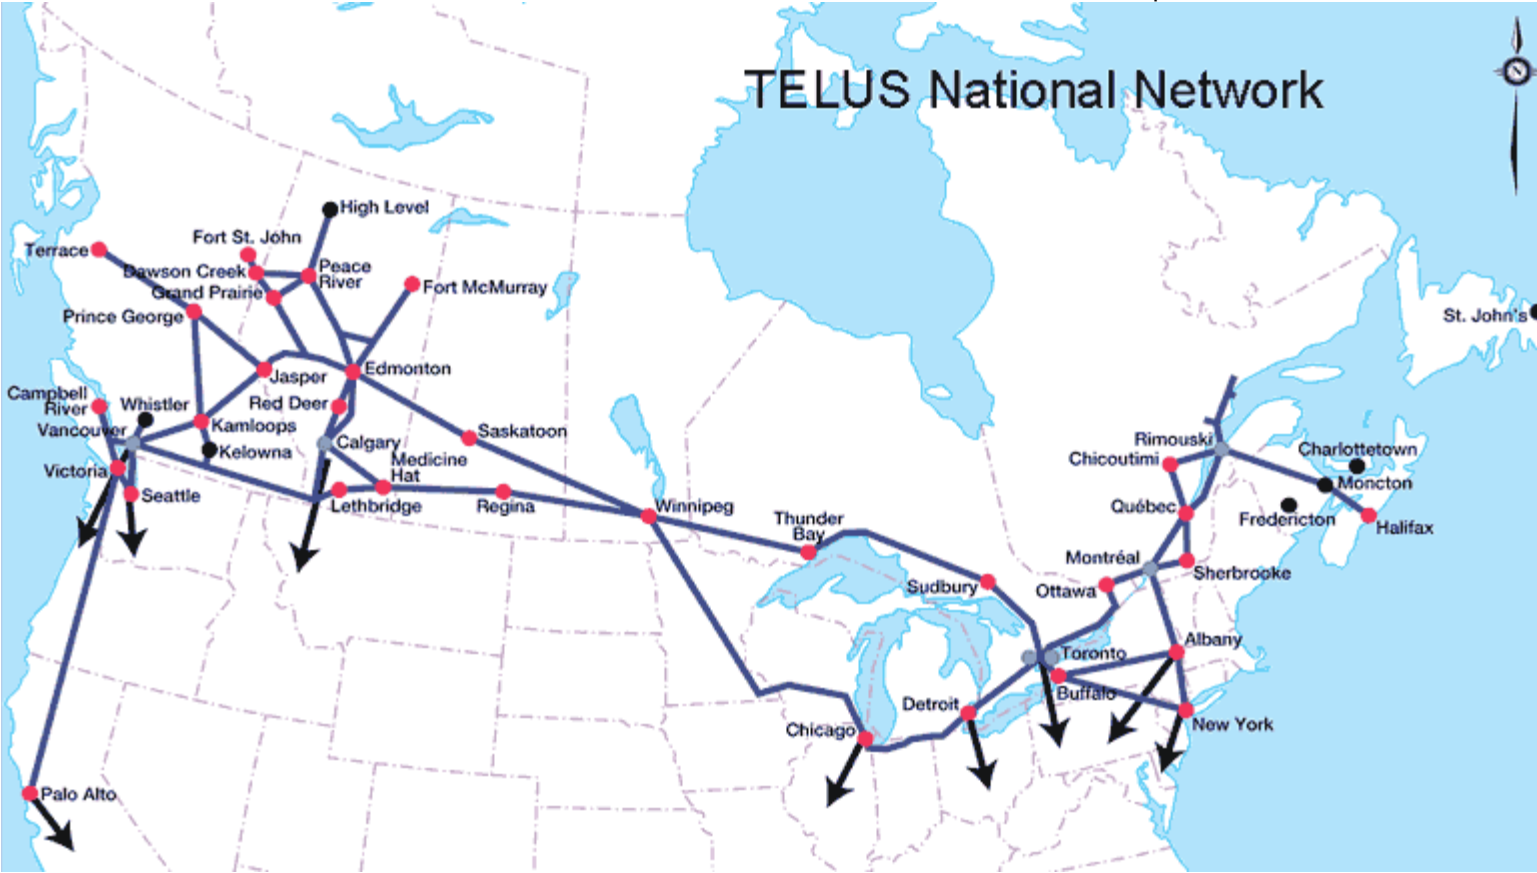 TELUS National Network
High Level
Fort St. John
Terrace
Dawson Creek
Peace
River
Grand Prairie
Fort McMurray
Prince George
St. John's
Jasper
Edmonton
Campbell
River
Whistler
Red Deer
Vancouver
Kamloops
Calgary
Saskatoon
Kelowna
Medicine
Hat
Victoria
Seattle
Lethbridge
Regina
Winnipeg
Thunder
Bay
Rimouski
Chicoutimi
Charlottetown
Moncton
Québec
Fredericton
Halifax
Montréal
Sherbrooke
Sudbury
Ottawa
Albany
Toronto
Buffalo
Detroit
New York
Chicago
Palo Alto